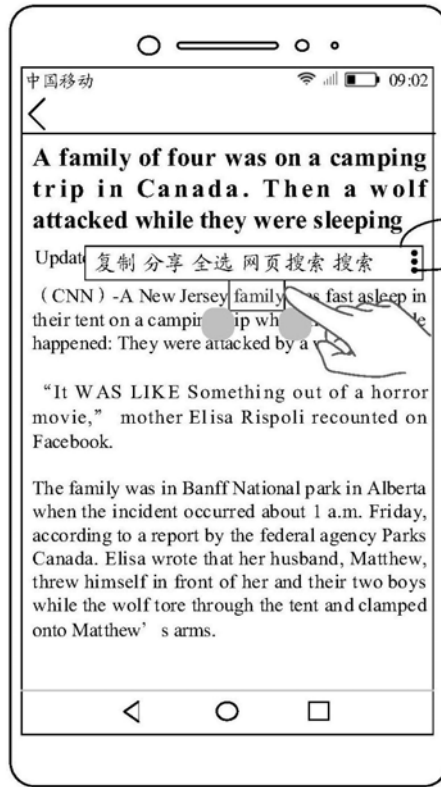 中国移动 09:02
A family of four was on a camping
trip in Canada. Then a wolf
attacked while they were sleeping
复制 分享 全选 网页搜索 搜索
（CNN）-A New Jersey family fast asleep in
their tent on a
happened: They were attacked by a
“It WAS LIKE Something out of a horror
movie,” mother Elisa Rispoli recounted on
Facebook.
The family was in Banff National park in Alberta
when the incident occurred about 1 a.m. Friday,
according to a report by the federal agency Parks
Canada. Elisa wrote that her husband, Matthew,
threw himself in front of her and their two boys
while the wolf tore through the tent and clamped
onto Matthew’s arms.